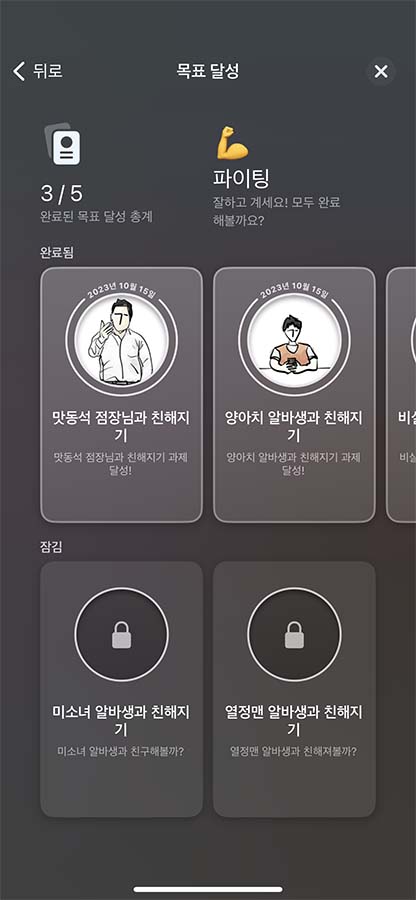 뒤로
목표 달성
3 / 5
완료된 목표 달성 총계
파이팅
잘하고 계세요! 모두 완료
해볼까요?
완료됨
2023년 10월 15일
맛동석 점장님과 친해지
기
맛동석 점장님과 친해지기 과제
달성!
2023년 10월 15일
양아치 알바생과 친해지
기
양아치 알바생과 친해지기 과제
달성!
잠김
미소녀 알바생과 친해지
기
미소녀 알바생과 친구해볼까?
열정맨 알바생과 친해지
기
열정맨 알바생과 친해져볼까?